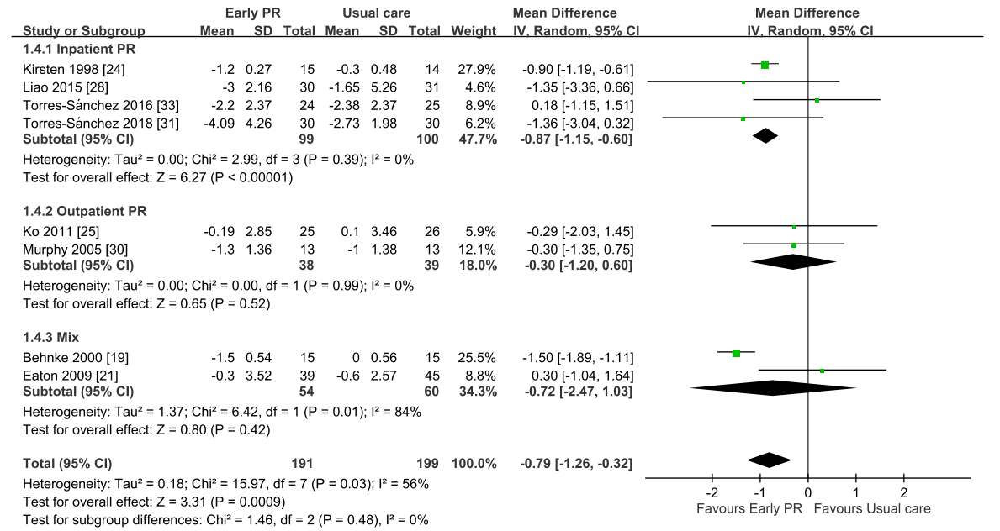 Early PR Usual care Mean Difference Mean Difference
Study or Subgroup Mean SD Total Mean SD Total Weight IV, Random, 95% CI IV, Random, 95% CI
1.4.1 Inpatient PR
Kirsten 1998 [24] -1.2 0.27 15 -0.3 0.48 14 27.9% -0.90 [-1.19, -0.61]
Liao 2015 [28] -3 2.16 30 -1.65 5.26 31 4.6% -1.35 [-3.36, 0.66]
Torres-Sánchez 2016 [33] -2.2 2.37 24 -2.38 2.37 25 8.9% 0.18 [-1.15, 1.51]
Torres-Sánchez 2018 [31] -4.09 4.26 30 -2.73 1.98 30 6.2% -1.36 [-3.04, 0.32]
Subtotal (95% CI) 99 100 47.7% -0.87 [-1.15, -0.60]
Heterogeneity: Tau² = 0.00; Chi² = 2.99, df = 3 (P = 0.39); I² = 0%
Test for overall effect: Z = 6.27 (P < 0.00001)
1.4.2 Outpatient PR
Ko 2011 [25] -0.19 2.85 25 0.1 3.46 26 5.9% -0.29 [-2.03, 1.45]
Murphy 2005 [30] -1.3 1.36 13 -1 1.38 13 12.1% -0.30 [-1.35, 0.75]
Subtotal (95% CI) 38 39 18.0% -0.30 [-1.20, 0.60]
Heterogeneity: Tau² = 0.00; Chi² = 0.00, df = 1 (P = 0.99); I² = 0%
Test for overall effect: Z = 0.65 (P = 0.52)
1.4.3 Mix
Behnke 2000 [19] -1.5 0.54 15 0 0.56 15 25.5% -1.50 [-1.89, -1.11]
Eaton 2009 [21] -0.3 3.52 39 -0.6 2.57 45 8.8% 0.30 [-1.04, 1.64]
Subtotal (95% CI) 54 60 34.3% -0.72 [-2.47, 1.03]
Heterogeneity: Tau² = 1.37; Chi² = 6.42, df = 1 (P = 0.01); I² = 84%
Test for overall effect: Z = 0.80 (P = 0.42)
Total (95% CI) 191 199 100.0% -0.79 [-1.26, -0.32]
Heterogeneity: Tau² = 0.18; Chi² = 15.97, df = 7 (P = 0.03); I² = 56%
Test for overall effect: Z = 3.31 (P = 0.0009)
Test for subgroup differences: Chi² = 1.46, df = 2 (P = 0.48), I² = 0%
-2 -1 0 1 2
Favours Early PR Favours Usual care